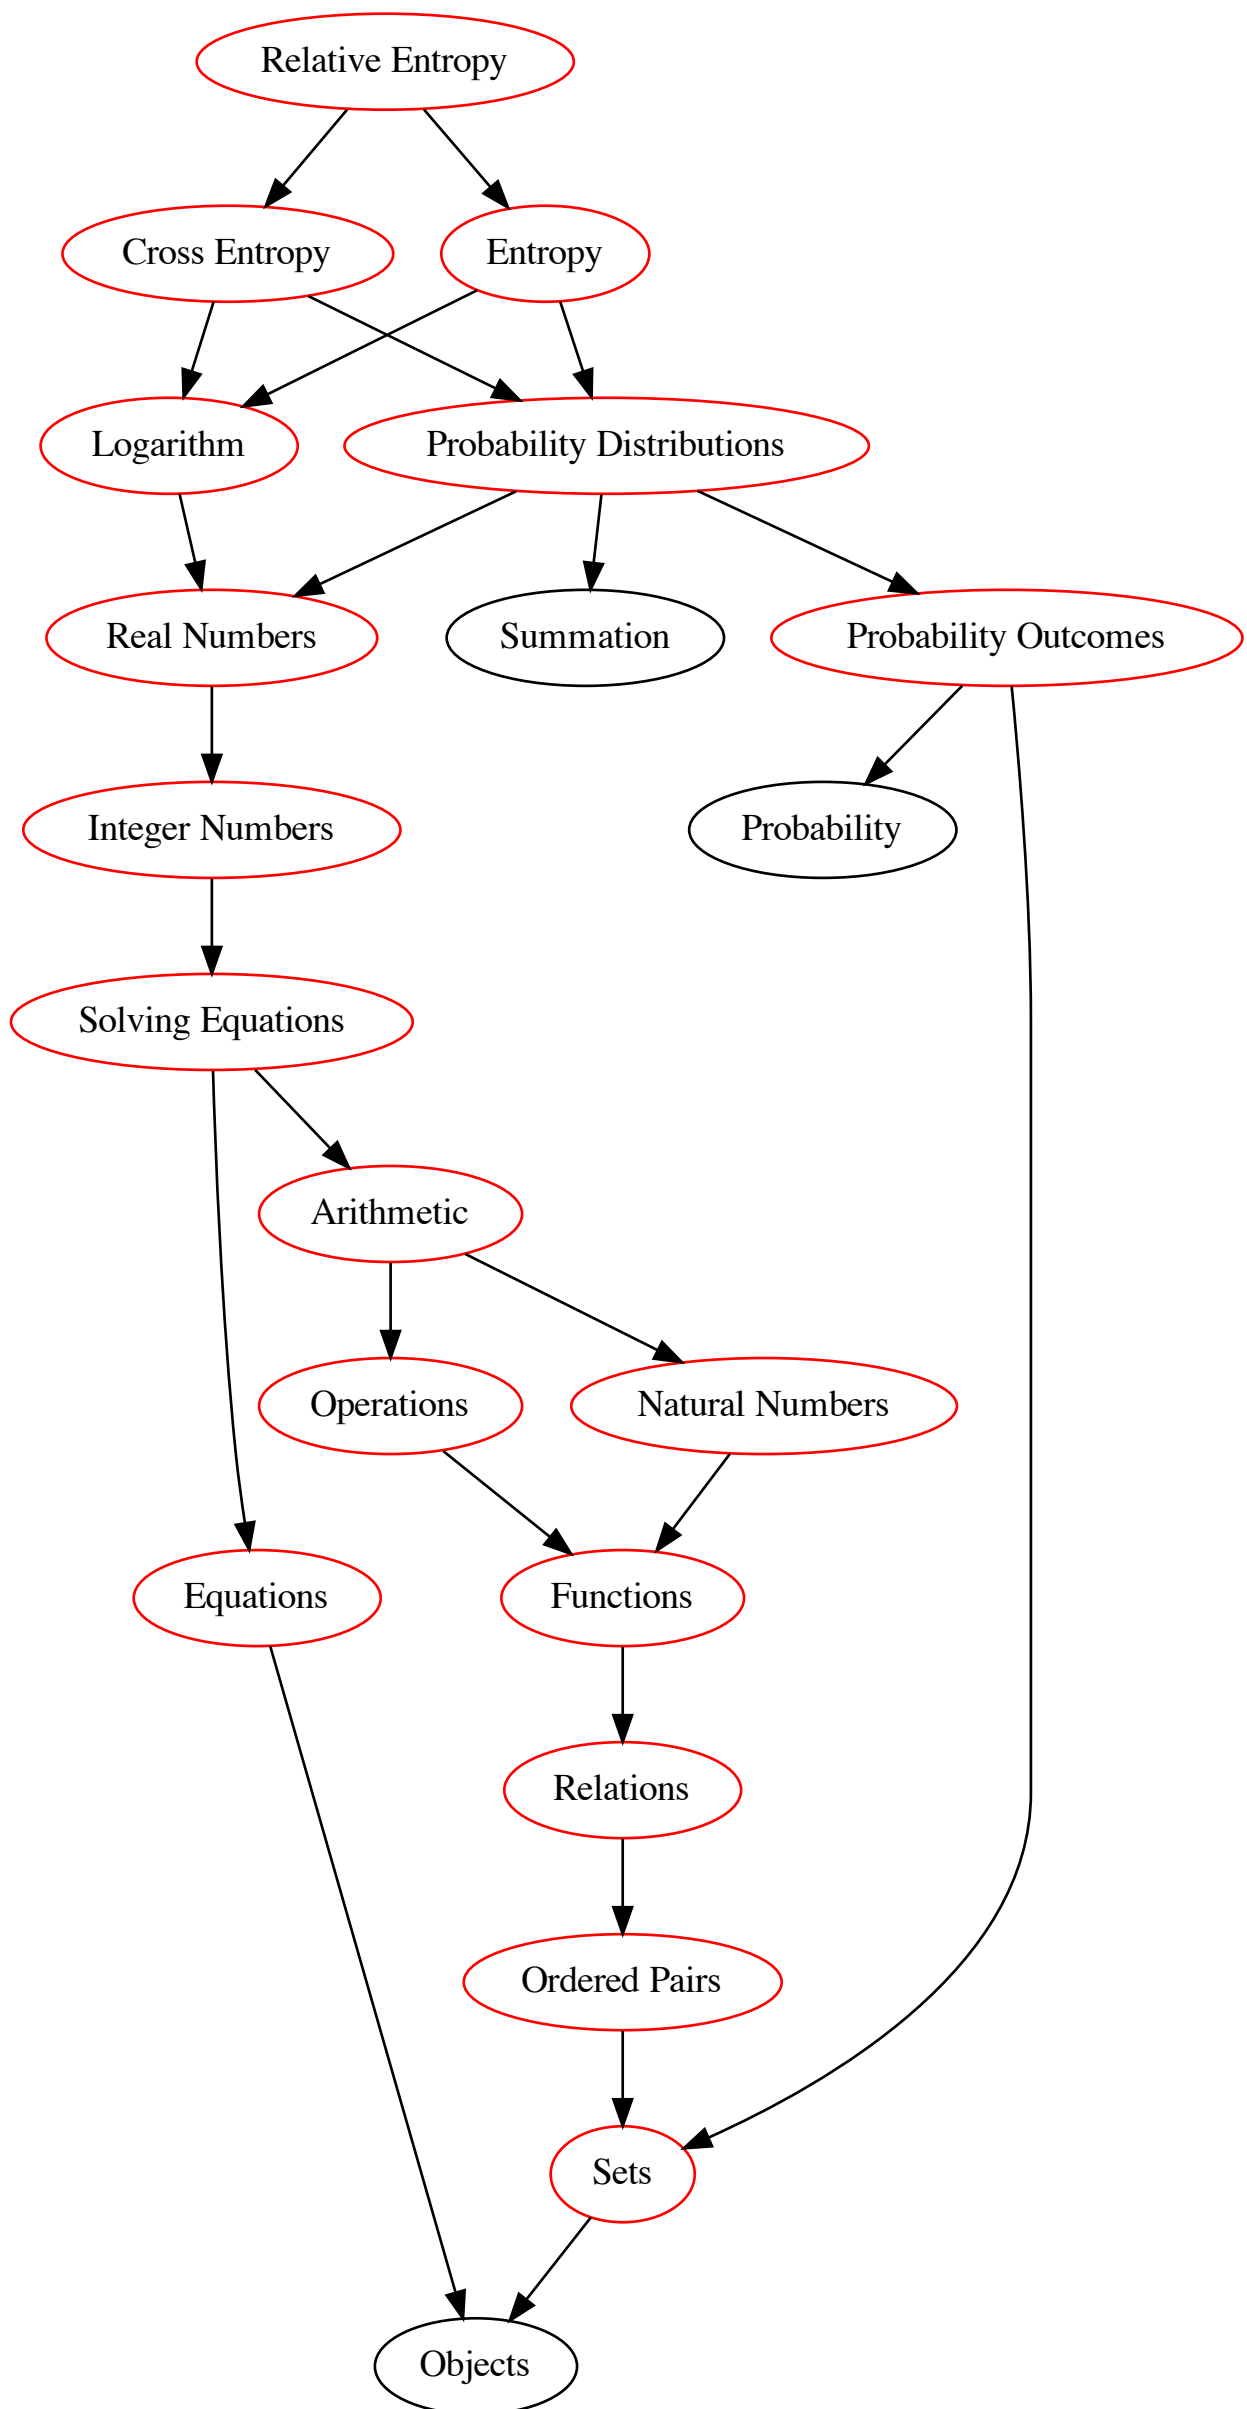 Relative Entropy
Cross Entropy
Entropy
Logarithm
Probability Distributions
Real Numbers
Summation
Probability Outcomes
Integer Numbers
Probability
Solving Equations
Arithmetic
Operations
Natural Numbers
Equations
Functions
Relations
Ordered Pairs
Sets
Objects